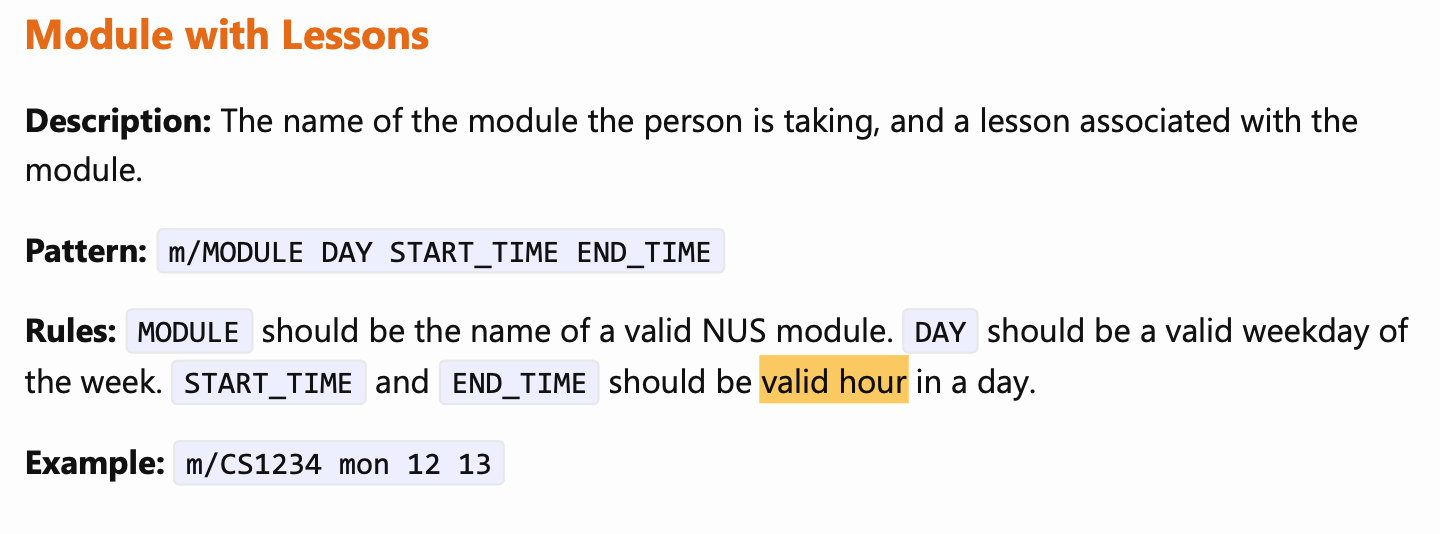 Module with Lessons
Description: The name of the module the person is taking, and a lesson associated with the
module.
Pattern: m/MODULE DAY START_TIME END_TIME
Rules: MODULE should be the name of a valid NUS module. DAY should be a valid weekday of
the week. START_TIME and END_TIME should be valid hour in a day.
Example: m/CS1234 mon 12 13